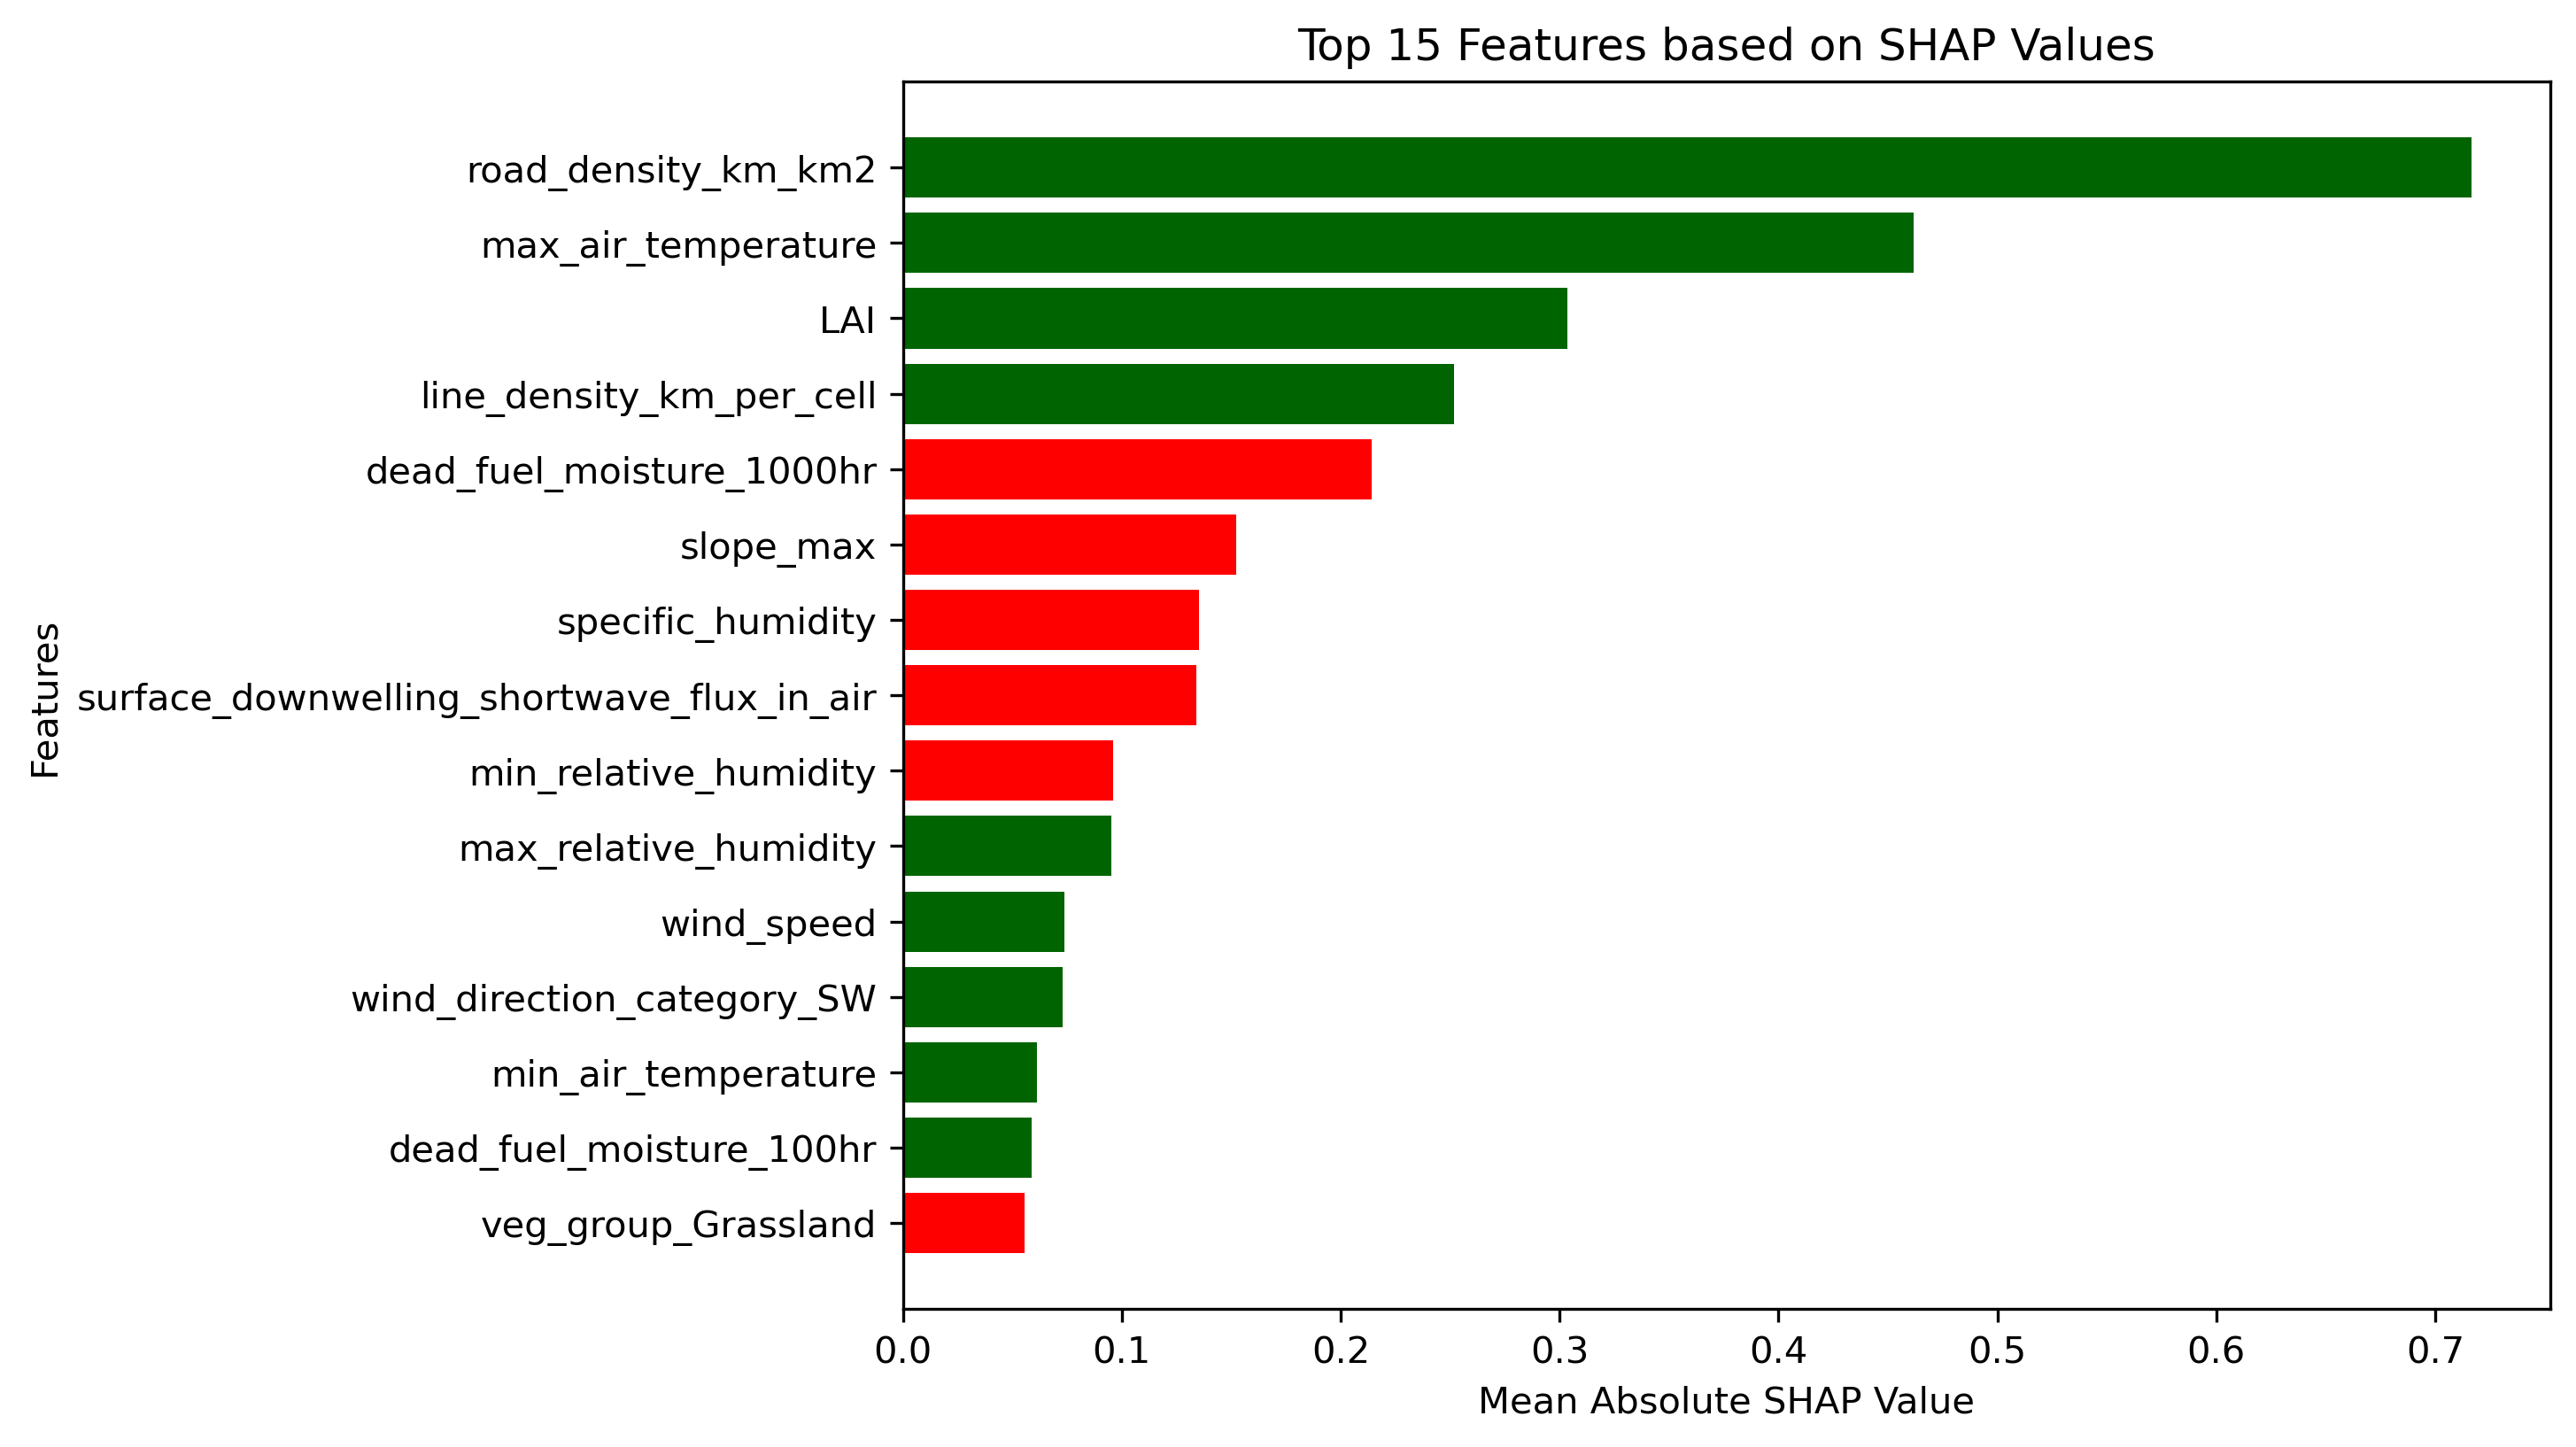 Top 15 Features based on SHAP Values
Features
road_density_km_km2
max_air_temperature
LAI
line_density_km_per_cell
dead_fuel_moisture_1000hr
slope_max
specific_humidity
surface_downwelling_shortwave_flux_in_air
min_relative_humidity
max_relative_humidity
wind_speed
wind_direction_category_SW
min_air_temperature
dead_fuel_moisture_100hr
veg_group_Grassland
0.0 0.1 0.2 0.3 0.4 0.5 0.6 0.7
Mean Absolute SHAP Value